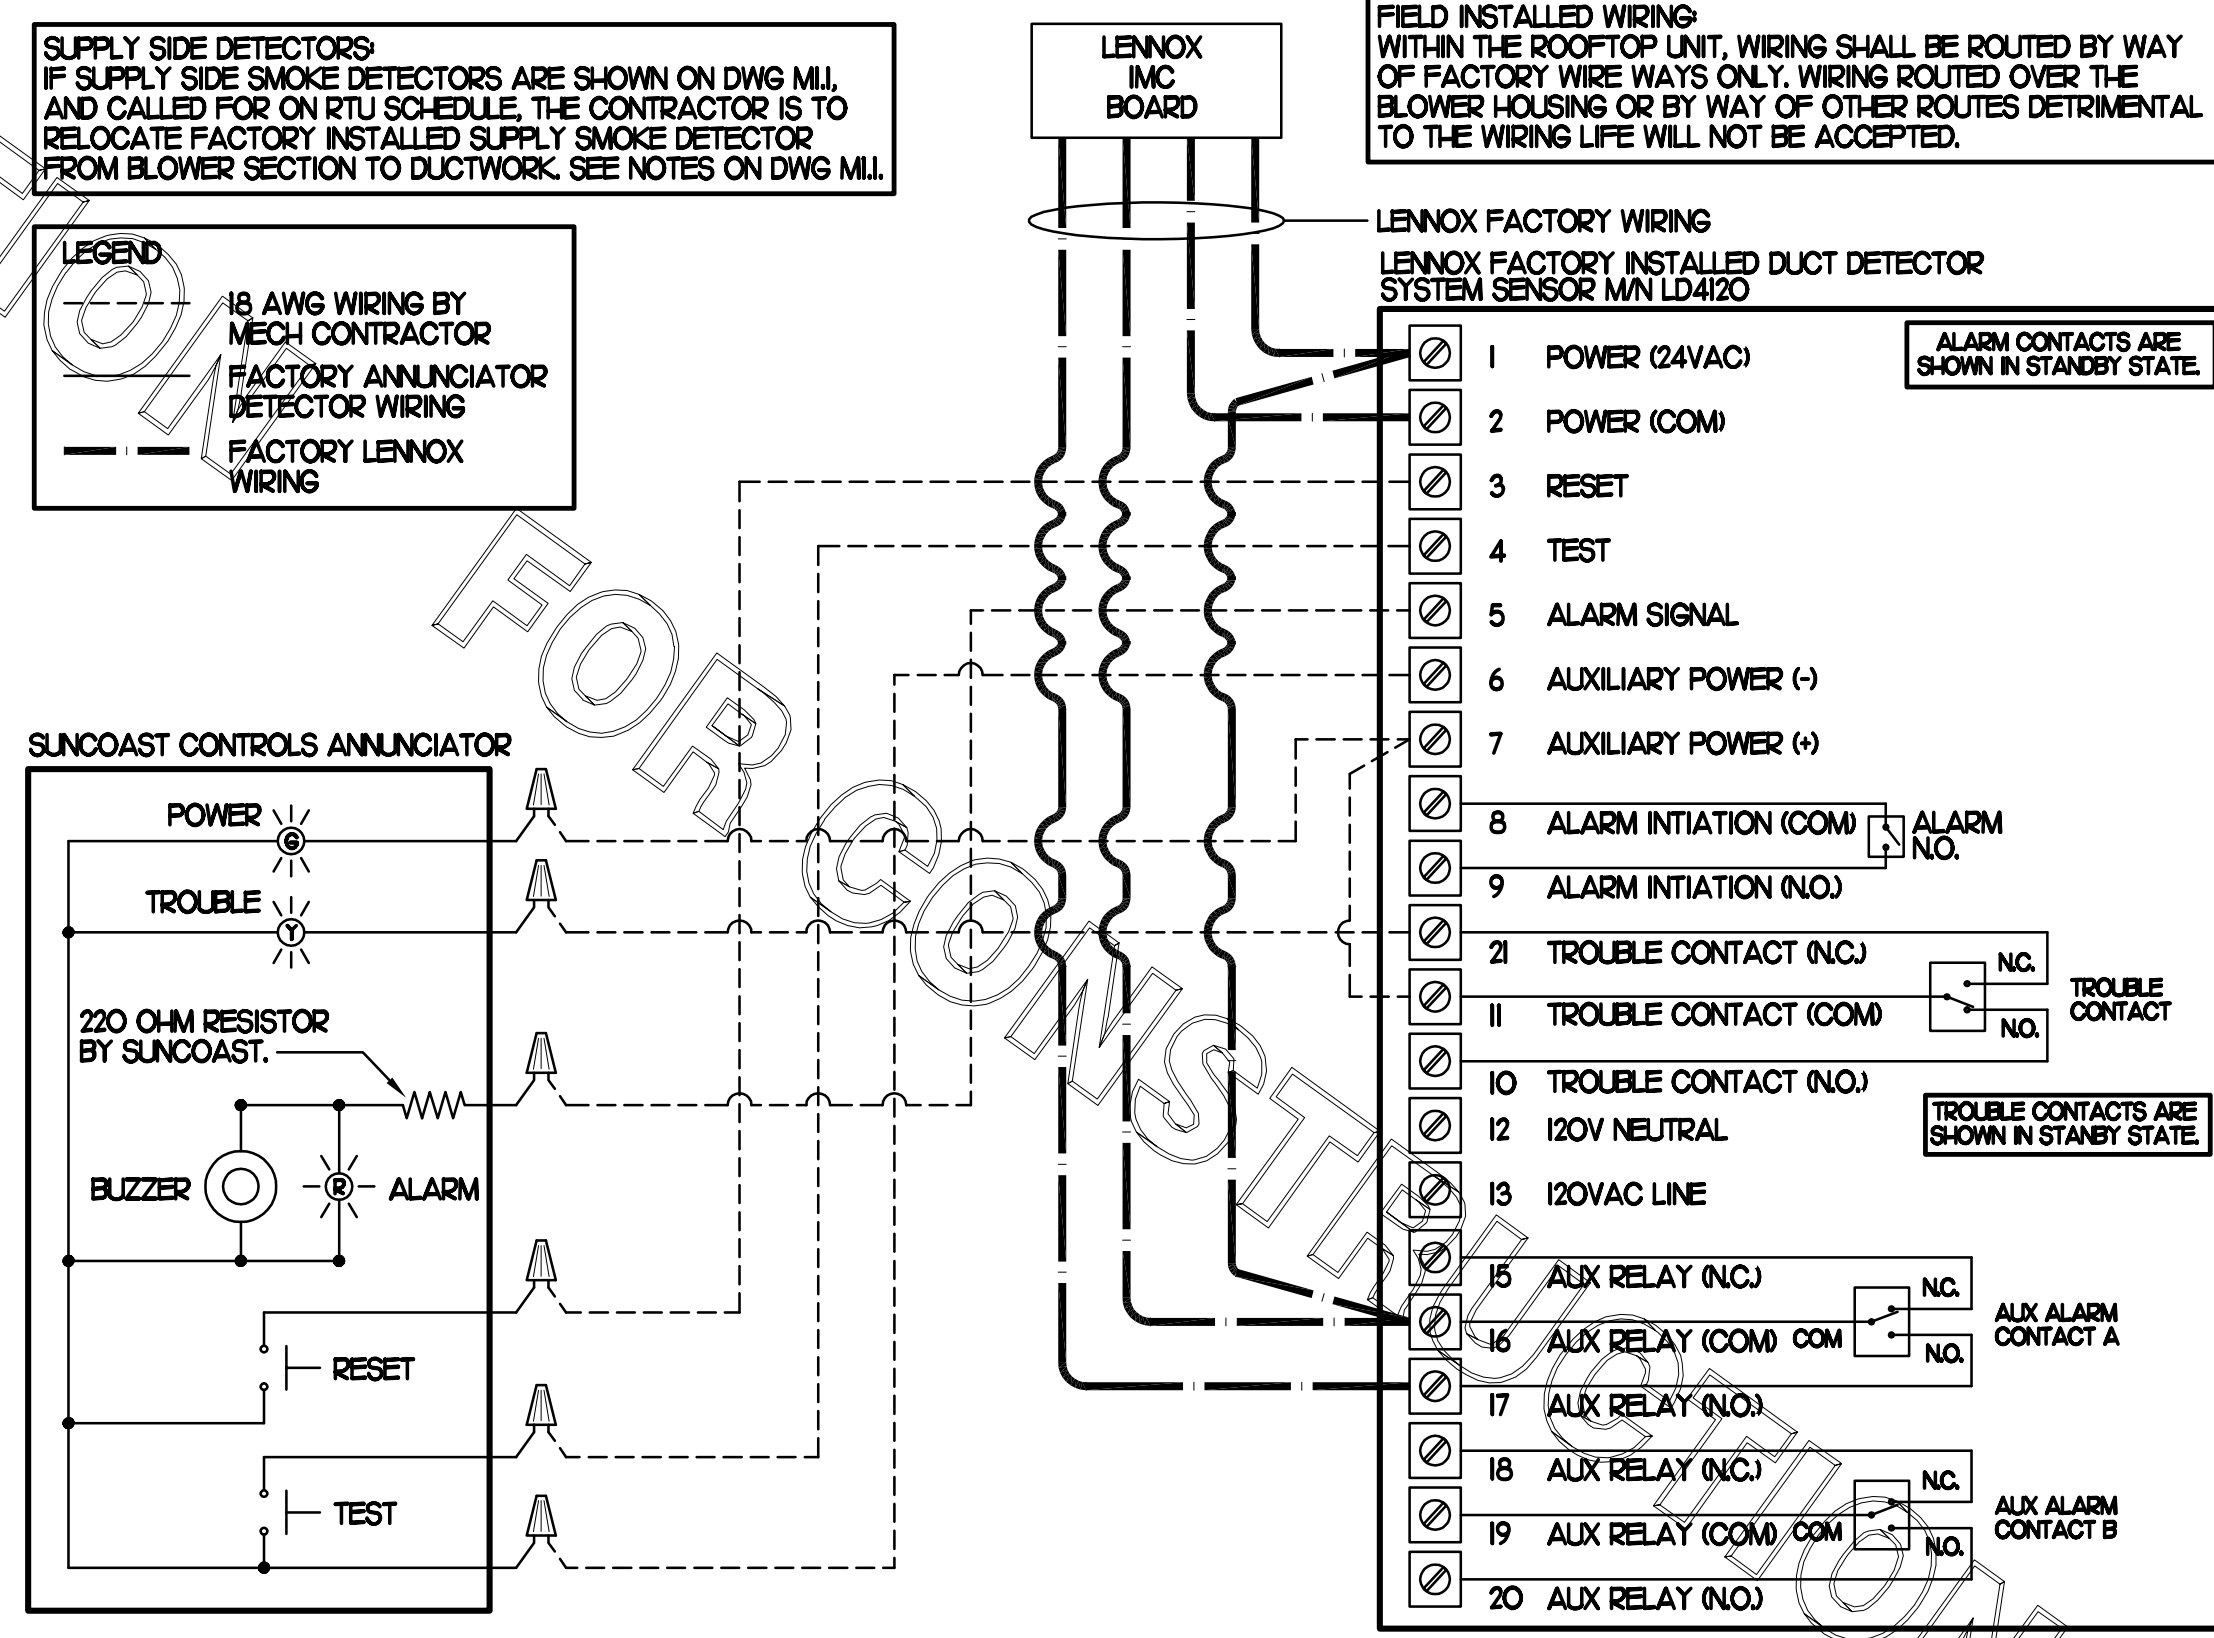 SUPPLY SIDE DETECTORS:
IF SUPPLY SIDE SMOKE DETECTORS ARE SHOWN ON DWG M1.1,
AND CALLED FOR ON RTU SCHEDULE, THE CONTRACTOR IS TO
RELOCATE FACTORY INSTALLED SUPPLY SMOKE DETECTOR
FROM BLOWER SECTION TO DUCTWORK. SEE NOTES ON DWG M1.1.
LENNOX
IMC
BOARD
FIELD INSTALLED WIRING:
WITHIN THE ROOFTOP UNIT, WIRING SHALL BE ROUTED BY WAY
OF FACTORY WIRE WAYS ONLY. WIRING ROUTED OVER THE
BLOWER HOUSING OR BY WAY OF OTHER ROUTES DETRIMENTAL
TO THE WIRING LIFE WILL NOT BE ACCEPTED.
LENNOX FACTORY WIRING
LEGEND
18 AWG WIRING BY
MECH CONTRACTOR
FACTORY ANNUNCIATOR
DETECTOR WIRING
FACTORY LENNOX
WIRING
LENNOX FACTORY INSTALLED DUCT DETECTOR
SYSTEM SENSOR M/N LD4120
ALARM CONTACTS ARE
SHOWN IN STANDBY STATE.
1 POWER (24VAC)
2 POWER (COM)
3 RESET
4 TEST
5 ALARM SIGNAL
6 AUXILIARY POWER (-)
7 AUXILIARY POWER (+)
8 ALARM INTIATION (COM)
ALARM
N.O.
9 ALARM INTIATION (N.O.)
21 TROUBLE CONTACT (N.C.)
N.C.
TROUBLE
CONTACT
11 TROUBLE CONTACT (COM)
N.O.
10 TROUBLE CONTACT (N.O.)
TROUBLE CONTACTS ARE
SHOWN IN STANBY STATE.
12 120V NEUTRAL
13 120VAC LINE
15 AUX RELAY (N.C.)
N.C.
AUX ALARM
CONTACT A
16 AUX RELAY (COM) COM
N.O.
17 AUX RELAY (N.O.)
18 AUX RELAY (N.C.)
N.C.
AUX ALARM
CONTACT B
19 AUX RELAY (COM) COM
N.O.
20 AUX RELAY (N.O.)
SUNCOAST CONTROLS ANNUNCIATOR
POWER
G
TROUBLE
Y
220 OHM RESISTOR
BY SUNCOAST.
BUZZER
R
ALARM
RESET
TEST
FOR CONSTRUCTION